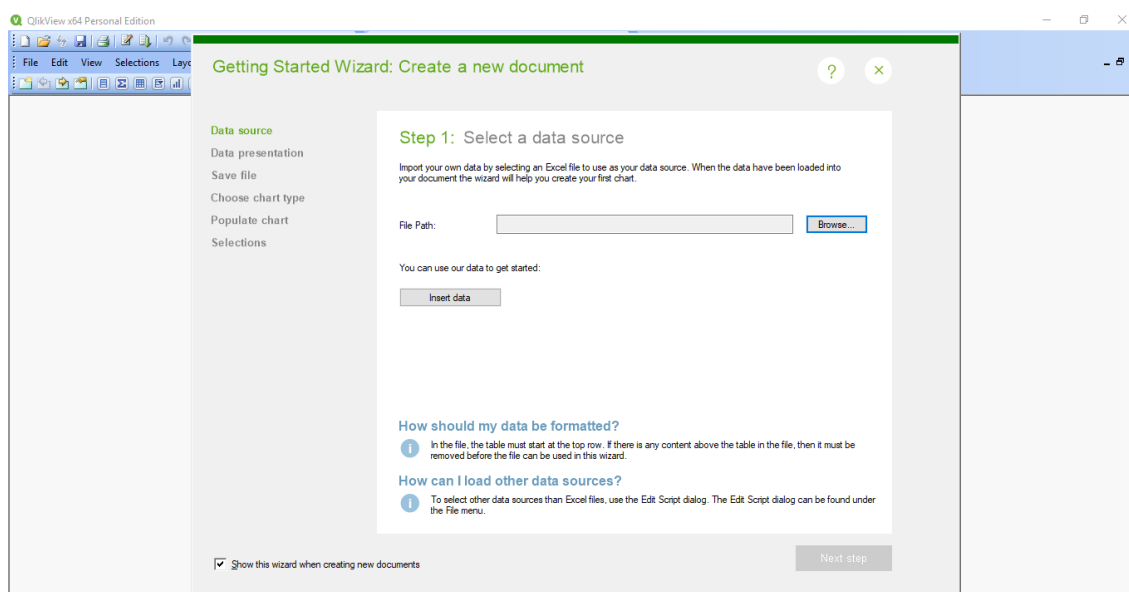 QlikView x64 Personal Edition
File Edit View Selections
Getting Started Wizard: Create a new document
?
Data source
Data presentation
Save file
Choose chart type
Populate chart
Selections
Step 1: Select a data source
Import your own data by selecting an Excel file to use as your data source. When the data have been loaded into
your document the wizard will help you create your first chart.
File Path:
Browse...
You can use our data to get started:
Insert data
How should my data be formatted?
In the file, the table must start at the top row. If there is any content above the table in the file, then it must be
removed before the file can be used in this wizard.
How can I load other data sources?
To select other data sources than Excel files, use the Edit Script dialog. The Edit Script dialog can be found under
the File menu.
Show this wizard when creating new documents
Next step